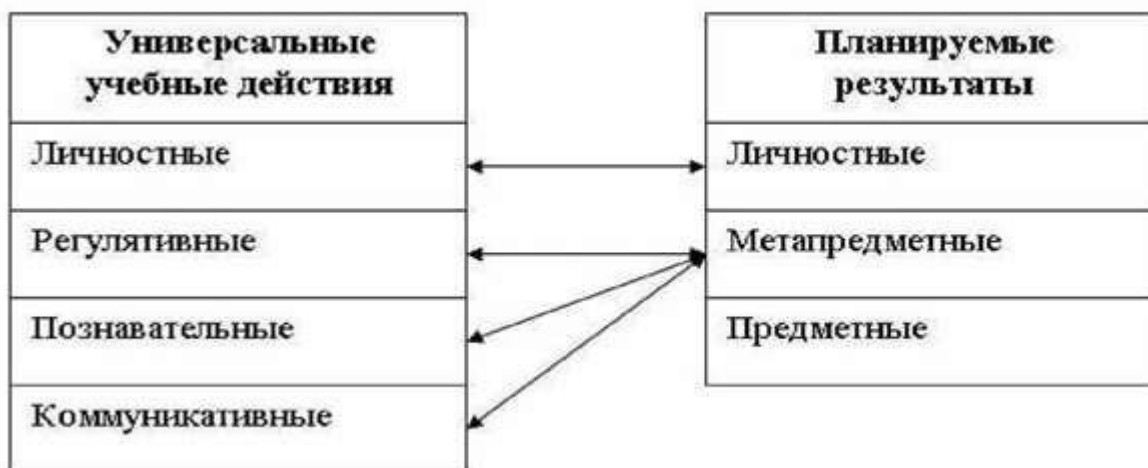 Универсальные
учебные действия
Личностные
Регулятивные
Познавательные
Коммуникативные
Планируемые
результаты
Личностные
Метапредметные
Предметные